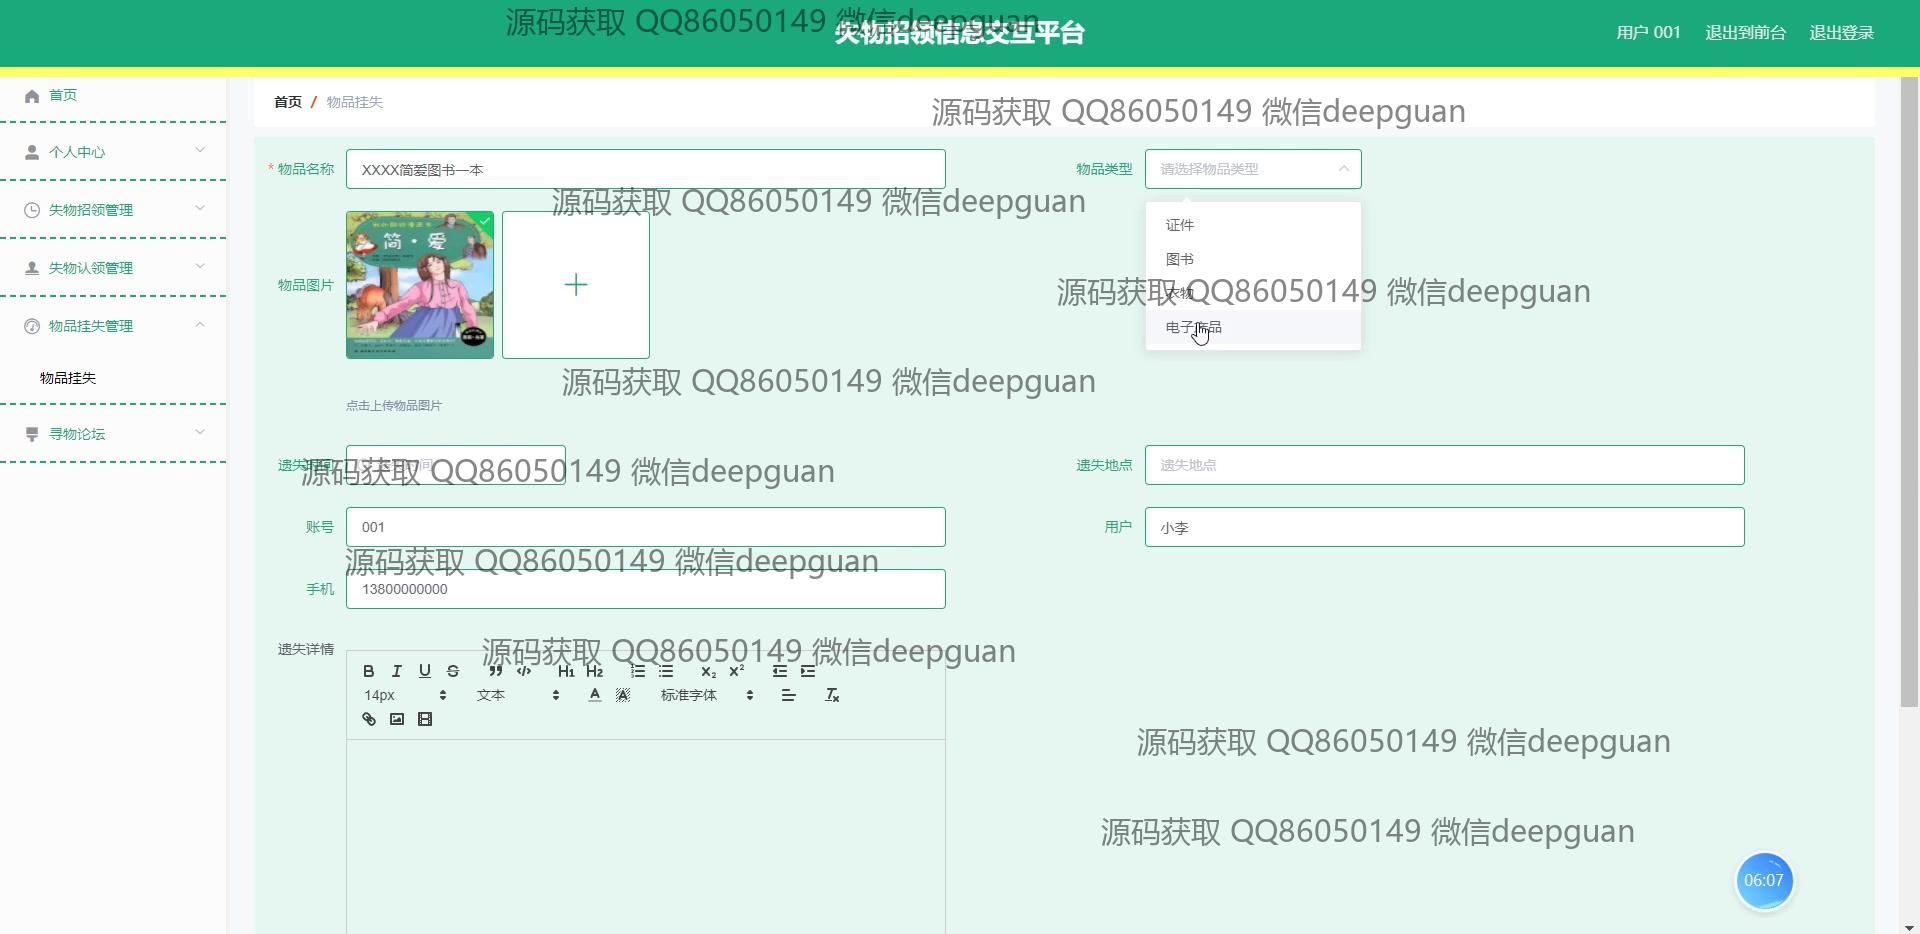 源码获取 QQ86050149 微信deepguan
失物招领信息交互平台
用户 001 退出到前台 退出登录
首页
个人中心
失物招领管理
失物认领管理
物品挂失管理
物品挂失
寻物论坛
首页 / 物品挂失
源码获取 QQ86050149 微信deepguan
* 物品名称 XXXX简爱图书一本
物品类型 请选择物品类型
源码获取 QQ86050149 微信deepguan
证件
图书
衣物
电子产品
物品图片
简·爱
源码获取 QQ86050149 微信deepguan
源码获取 QQ86050149 微信deepguan
点击上传物品图片
遗失时间
遗失地点 遗失地点
源码获取 QQ86050149 微信deepguan
账号 001
用户 小李
源码获取 QQ86050149 微信deepguan
手机 13800000000
遗失详情
源码获取 QQ86050149 微信deepguan
B I U S H1 H2 X2 X2
14px 文本 A A 标准字体 Tx
源码获取 QQ86050149 微信deepguan
源码获取 QQ86050149 微信deepguan
06:07